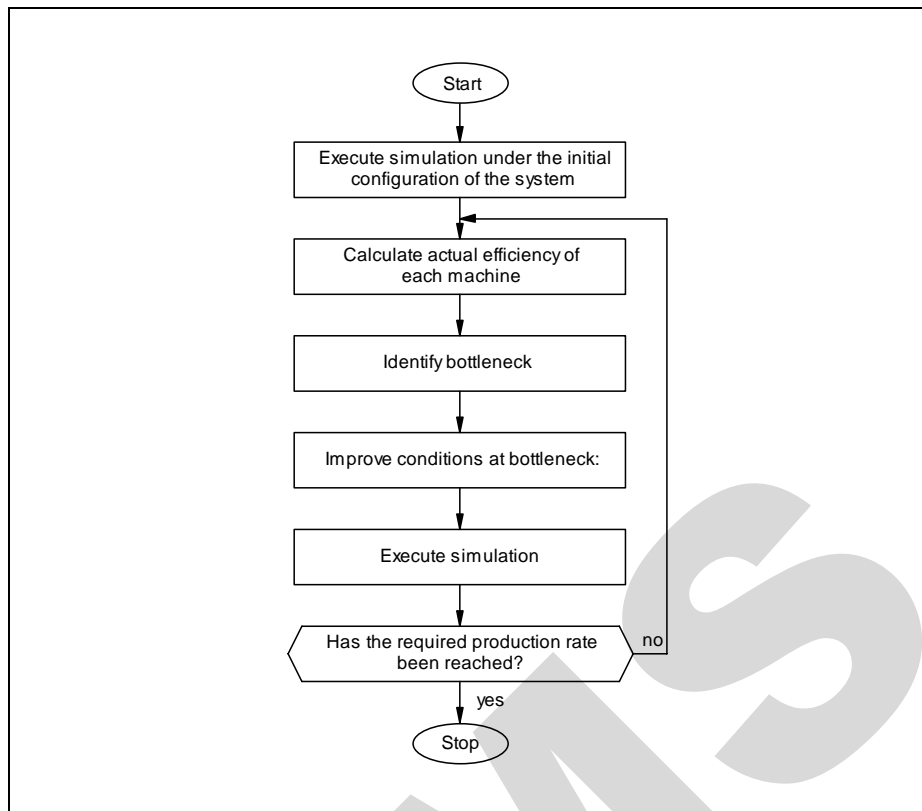 Start
Execute simulation under the initial
configuration of the system
Calculate actual efficiency of
each machine
Identify bottleneck
Improve conditions at bottleneck:
Execute simulation
Has the required production rate
been reached?
no
yes
Stop
MS